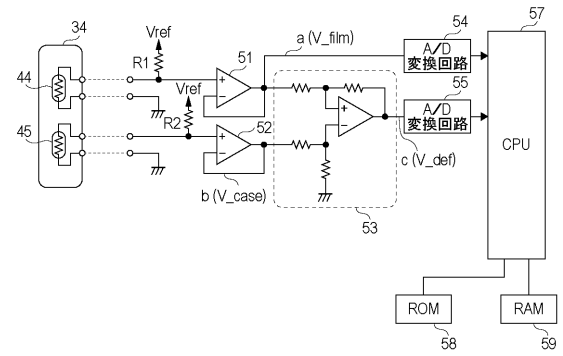 34
Vref
R1
44
45
Vref
R2
51
+
−
52
+
−
b (V_case)
a (V_film)
+
−
53
c (V_def)
54
A/D
変換回路
55
A/D
変換回路
57
CPU
ROM
58
RAM
59